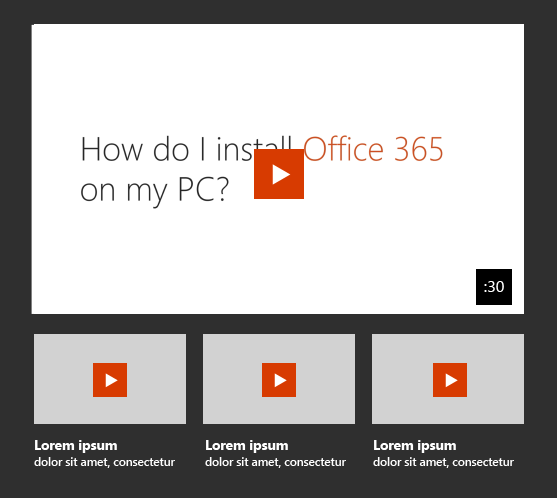 How do I install Office 365
on my PC?
:30
Lorem ipsum
dolor sit amet, consectetur
Lorem ipsum
dolor sit amet, consectetur
Lorem ipsum
dolor sit amet, consectetur